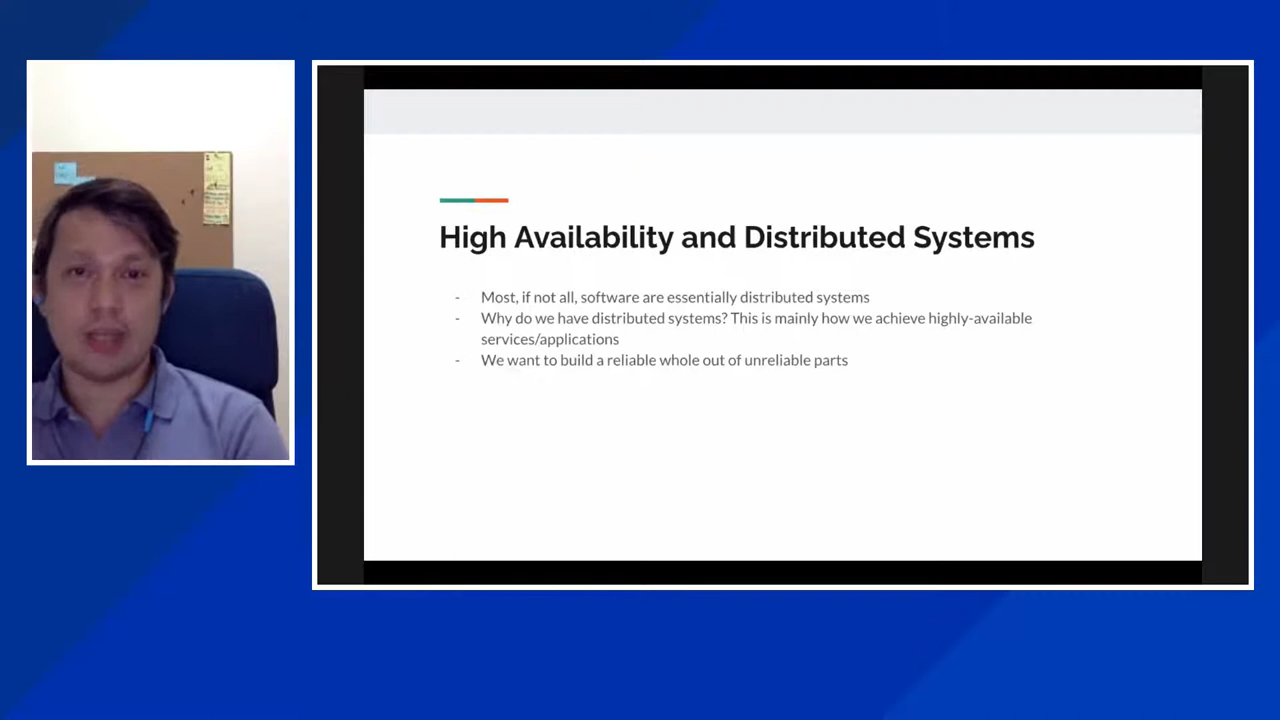 High Availability and Distributed Systems
- Most, if not all, software are essentially distributed systems
- Why do we have distributed systems? This is mainly how we achieve highly-available
services/applications
- We want to build a reliable whole out of unreliable parts